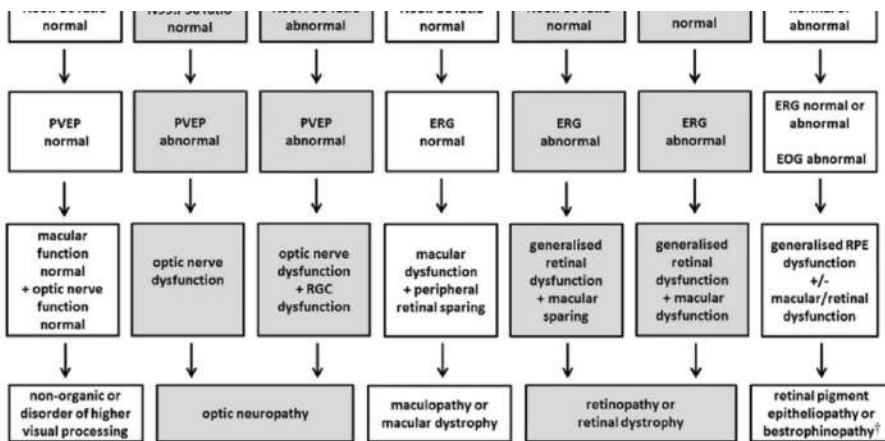 normal
normal
abnormal
normal
normal
normal
abnormal
PVEP
normal
PVEP
abnormal
PVEP
abnormal
ERG
normal
ERG
abnormal
ERG
abnormal
ERG normal or
abnormal
EOG abnormal
macular
function
normal
+ optic nerve
function
normal
optic nerve
dysfunction
optic nerve
dysfunction
+ RGC
dysfunction
macular
dysfunction
+ peripheral
retinal sparing
generalised
retinal
dysfunction
+ macular
sparing
generalised
retinal
dysfunction
+ macular
dysfunction
generalised RPE
dysfunction
+/-
macular/retinal
dysfunction
non-organic or
disorder of higher
visual processing
optic neuropathy
maculopathy or
macular dystrophy
retinopathy or
retinal dystrophy
retinal pigment
epitheliopathy or
bestrophinopathy†